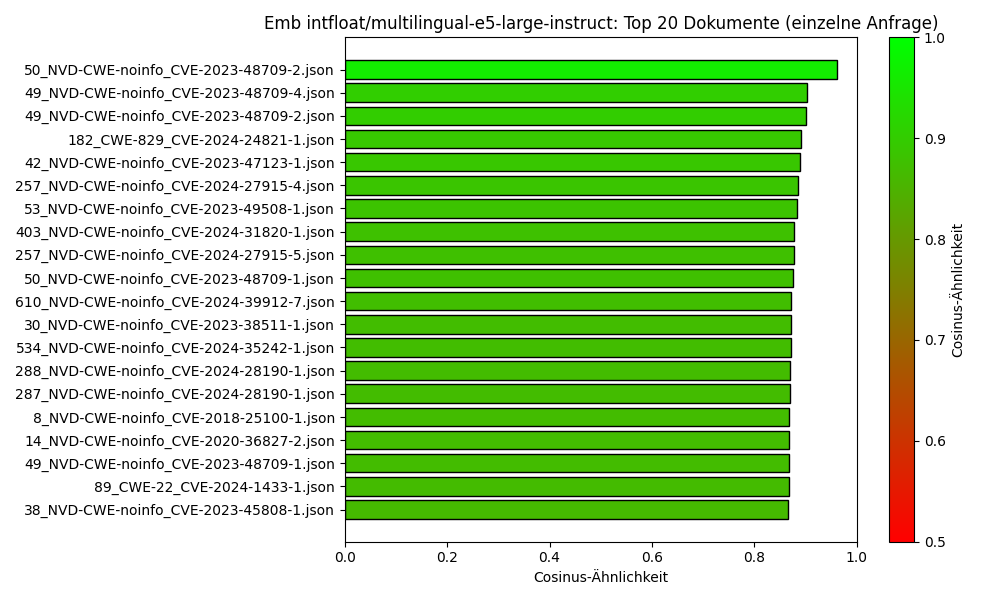 Emb intfloat/multilingual-e5-large-instruct: Top 20 Dokumente (einzelne Anfrage)
50_NVD-CWE-noinfo_CVE-2023-48709-2.json
49_NVD-CWE-noinfo_CVE-2023-48709-4.json
49_NVD-CWE-noinfo_CVE-2023-48709-2.json
182_CWE-829_CVE-2024-24821-1.json
42_NVD-CWE-noinfo_CVE-2023-47123-1.json
257_NVD-CWE-noinfo_CVE-2024-27915-4.json
53_NVD-CWE-noinfo_CVE-2023-49508-1.json
403_NVD-CWE-noinfo_CVE-2024-31820-1.json
257_NVD-CWE-noinfo_CVE-2024-27915-5.json
50_NVD-CWE-noinfo_CVE-2023-48709-1.json
610_NVD-CWE-noinfo_CVE-2024-39912-7.json
30_NVD-CWE-noinfo_CVE-2023-38511-1.json
534_NVD-CWE-noinfo_CVE-2024-35242-1.json
288_NVD-CWE-noinfo_CVE-2024-28190-1.json
287_NVD-CWE-noinfo_CVE-2024-28190-1.json
8_NVD-CWE-noinfo_CVE-2018-25100-1.json
14_NVD-CWE-noinfo_CVE-2020-36827-2.json
49_NVD-CWE-noinfo_CVE-2023-48709-1.json
89_CWE-22_CVE-2024-1433-1.json
38_NVD-CWE-noinfo_CVE-2023-45808-1.json
0.0 0.2 0.4 0.6 0.8 1.0
Cosinus-Ähnlichkeit
1.0
0.9
0.8
0.7
0.6
0.5
Cosinus-Ähnlichkeit